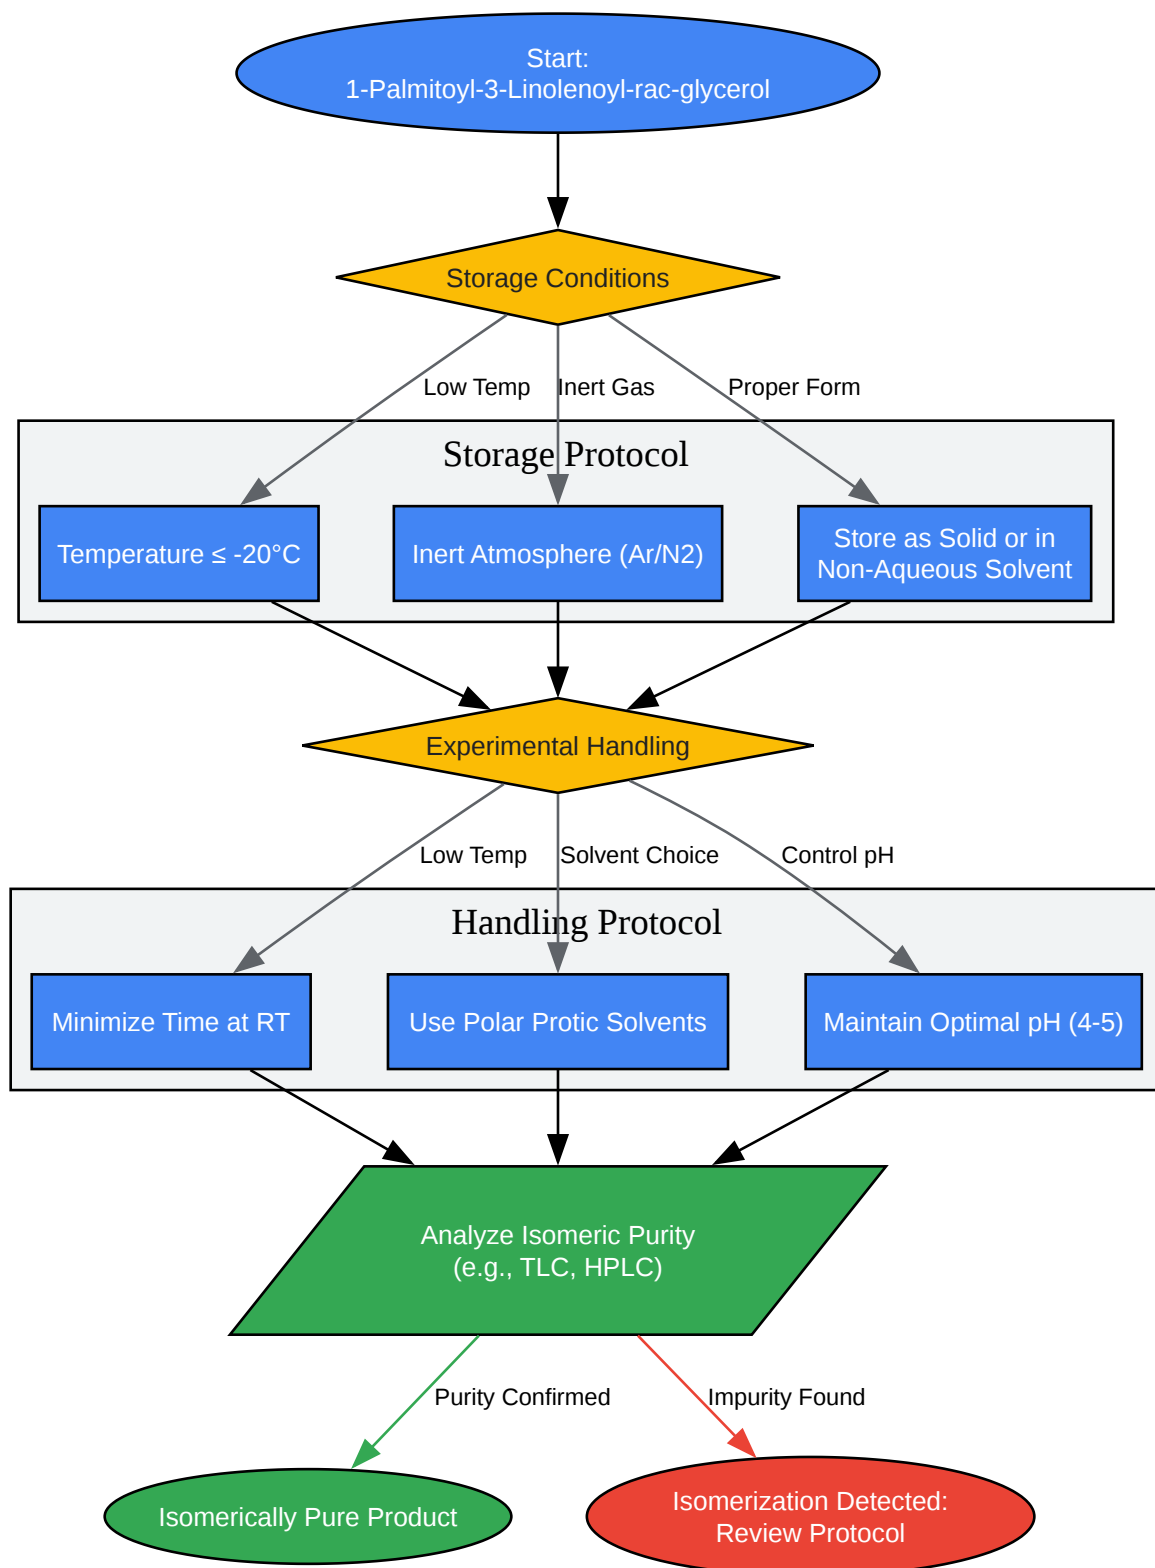 Start:
1-Palmitoyl-3-Linolenoyl-rac-glycerol
Storage Conditions
Low Temp
Inert Gas
Proper Form
Storage Protocol
Temperature ≤ -20°C
Inert Atmosphere (Ar/N2)
Store as Solid or in
Non-Aqueous Solvent
Experimental Handling
Low Temp
Solvent Choice
Control pH
Handling Protocol
Minimize Time at RT
Use Polar Protic Solvents
Maintain Optimal pH (4-5)
Analyze Isomeric Purity
(e.g., TLC, HPLC)
Purity Confirmed
Impurity Found
Isomerically Pure Product
Isomerization Detected:
Review Protocol